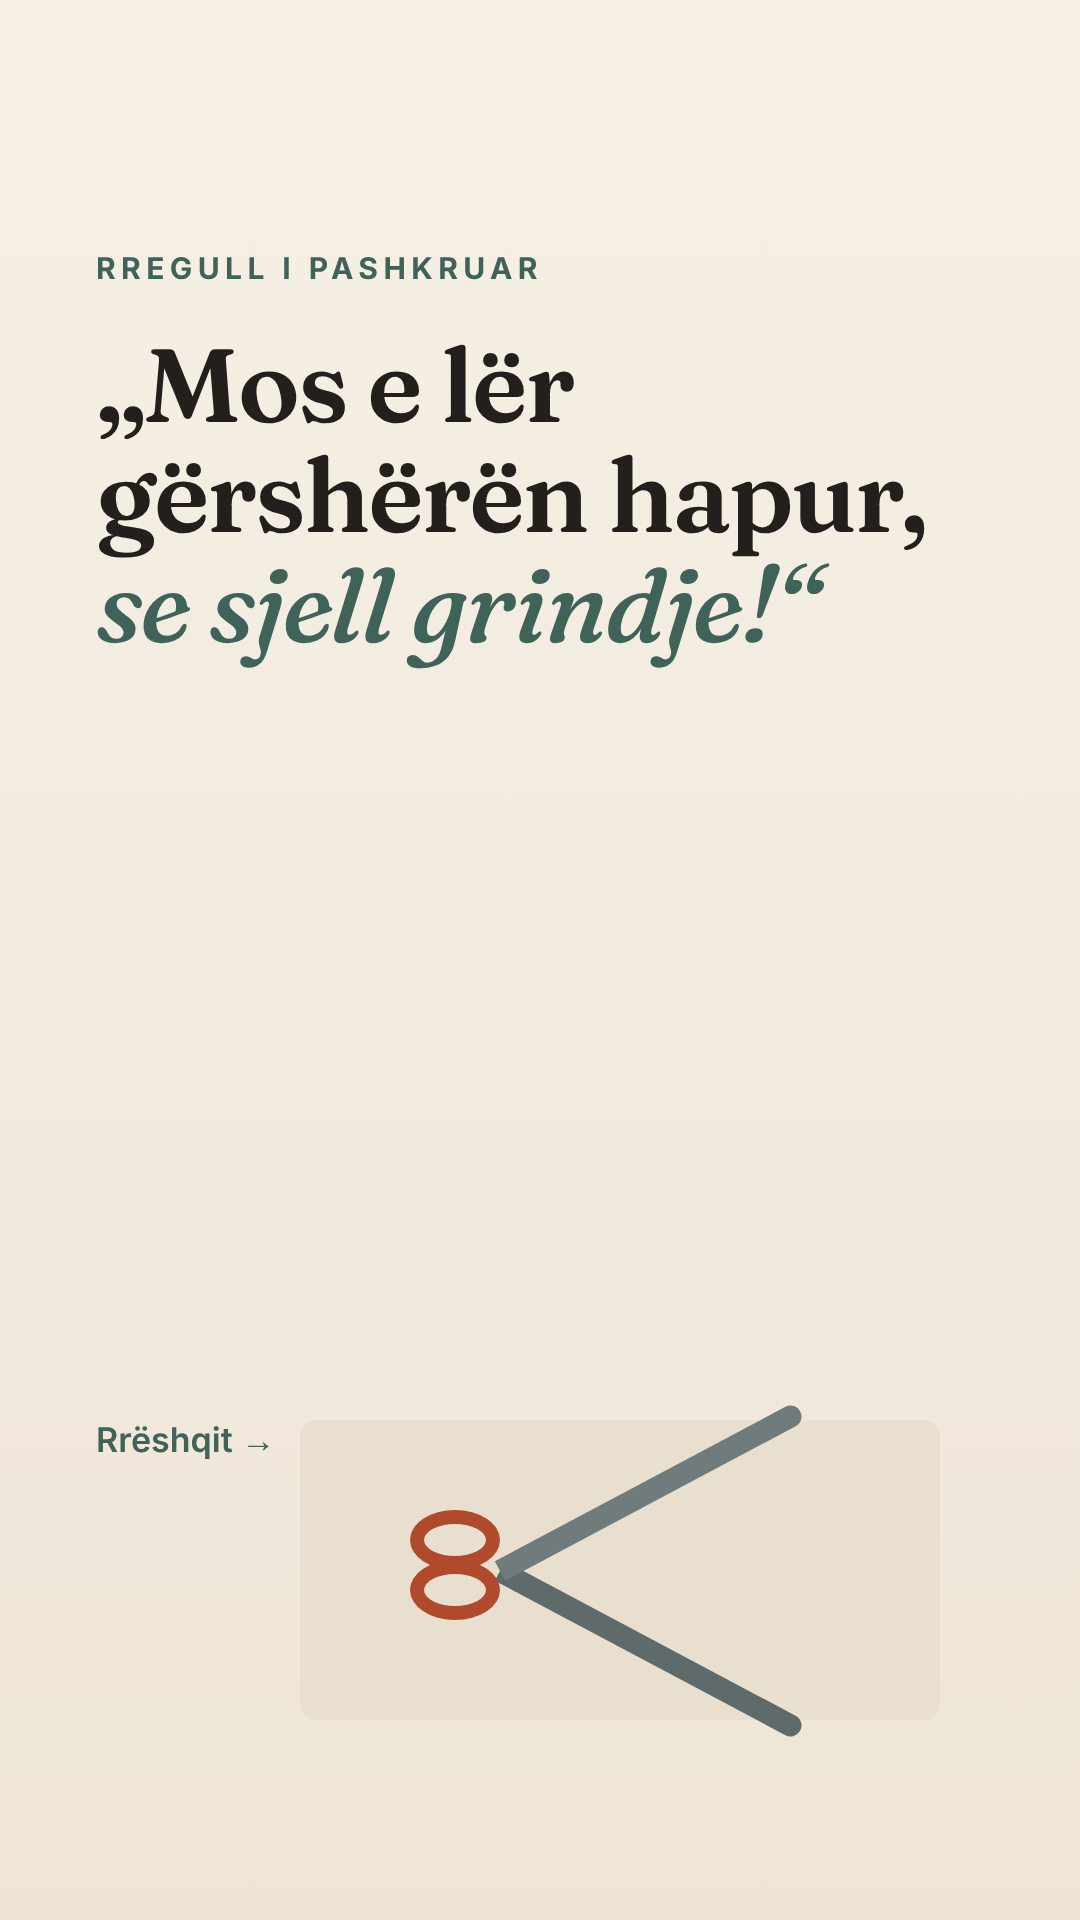 RREGULL I PASHKRUAR
„Mos e lër
gërshërën hapur,
se sjell grindje!“
Rrëshqit →